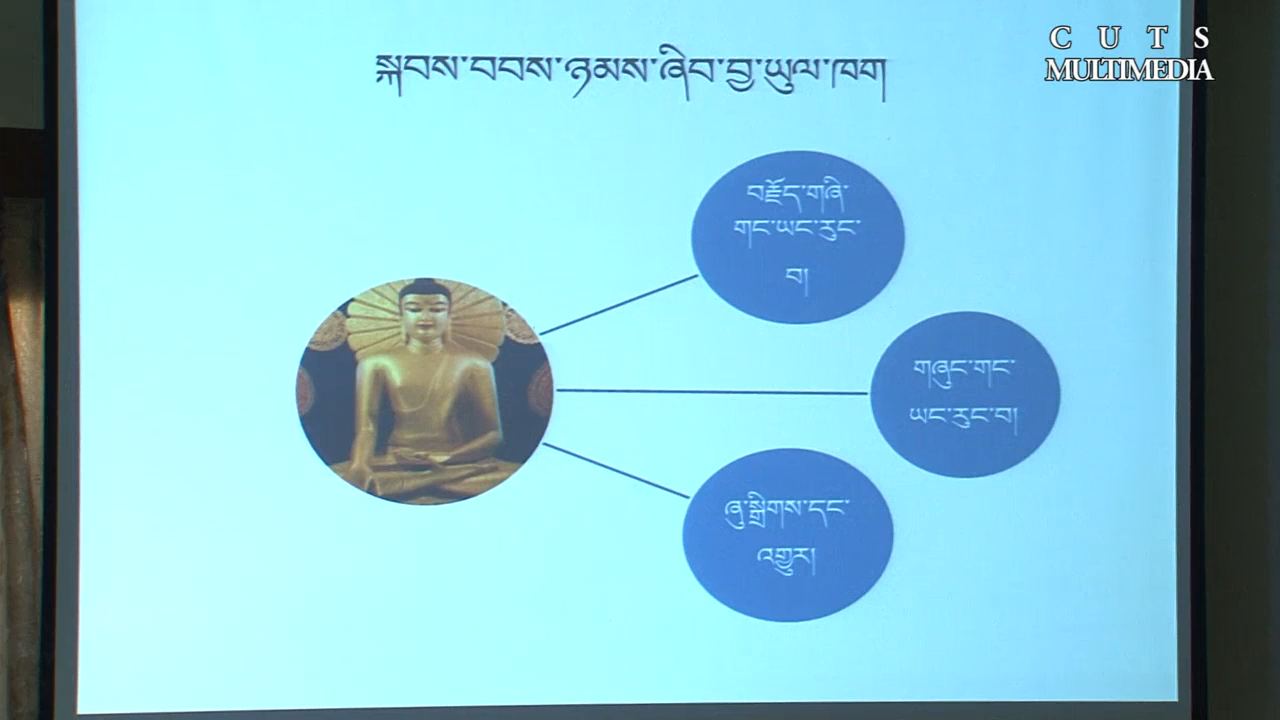 སྐབས་བབས་ཉམས་ཞིབ་བྱ་ཡུལ་ཁག
C U T S
MULTIMEDIA
བརྗོད་གཞི་
གང་ཡང་རུང་
བ།
གཞུང་གང་
ཡང་རུང་བ།
ཞུ་སྒྲིགས་དང་
འགྱུར།